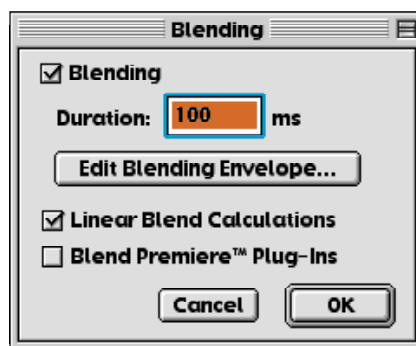 Blending
Blending
Duration: 100 ms
Edit Blending Envelope...
Linear Blend Calculations
Blend Premiere™ Plug-Ins
Cancel OK